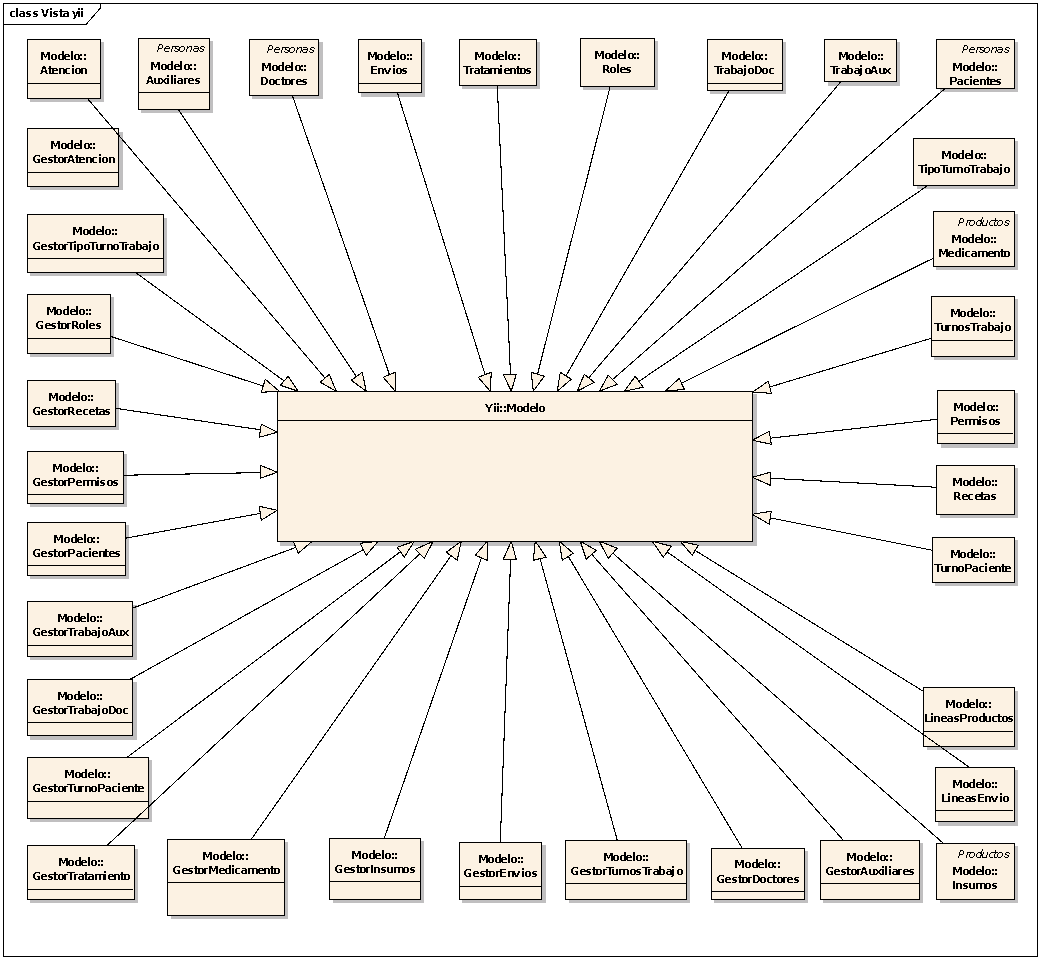 class Vista yii
Modelo::
Atencion
Personas
Modelo::
Auxiliares
Personas
Modelo::
Doctores
Modelo::
Envios
Modelo::
Tratamientos
Modelo::
Roles
Modelo::
TrabajoDoc
Modelo::
TrabajoAux
Personas
Modelo::
Pacientes
Modelo::
GestorAtencion
Modelo::
TipoTurnoTrabajo
Modelo::
GestorTipoTurnoTrabajo
Productos
Modelo::
Medicamento
Modelo::
GestorRoles
Modelo::
TurnosTrabajo
Modelo::
GestorRecetas
Yii::Modelo
Modelo::
Permisos
Modelo::
GestorPermisos
Modelo::
Recetas
Modelo::
GestorPacientes
Modelo::
TurnoPaciente
Modelo::
GestorTrabajoAux
Modelo::
GestorTrabajoDoc
Modelo::
LineasProductos
Modelo::
GestorTurnoPaciente
Modelo::
LineasEnvio
Modelo::
GestorTratamiento
Modelo::
GestorMedicamento
Modelo::
GestorInsumos
Modelo::
GestorEnvios
Modelo::
GestorTurnosTrabajo
Modelo::
GestorDoctores
Modelo::
GestorAuxiliares
Productos
Modelo::
Insumos